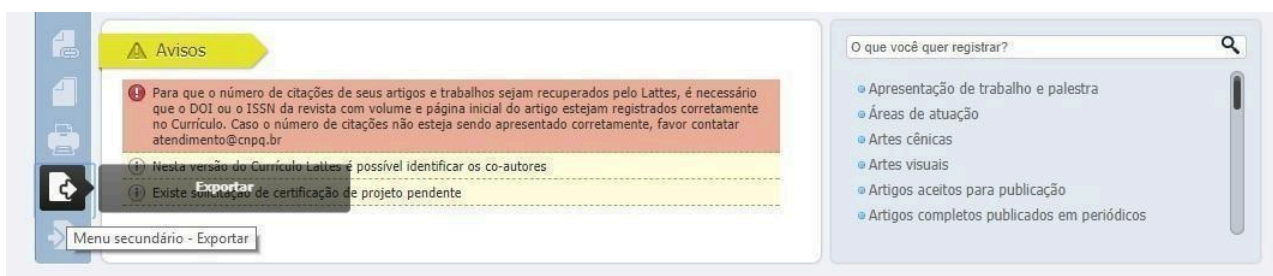 Avisos
Para que o número de citações de seus artigos e trabalhos sejam recuperados pelo Lattes, é necessário
que o DOI ou o ISSN da revista com volume e página inicial do artigo estejam registrados corretamente
no Currículo. Caso o número de citações não esteja sendo apresentado corretamente, favor contatar
atendimento@cnpq.br
Nesta versão do Currículo Lattes é possível identificar os co-autores
Existe solicitação de certificação de projeto pendente
Exportar
Menu secundário - Exportar
O que você quer registrar?
Apresentação de trabalho e palestra
Áreas de atuação
Artes cênicas
Artes visuais
Artigos aceitos para publicação
Artigos completos publicados em periódicos